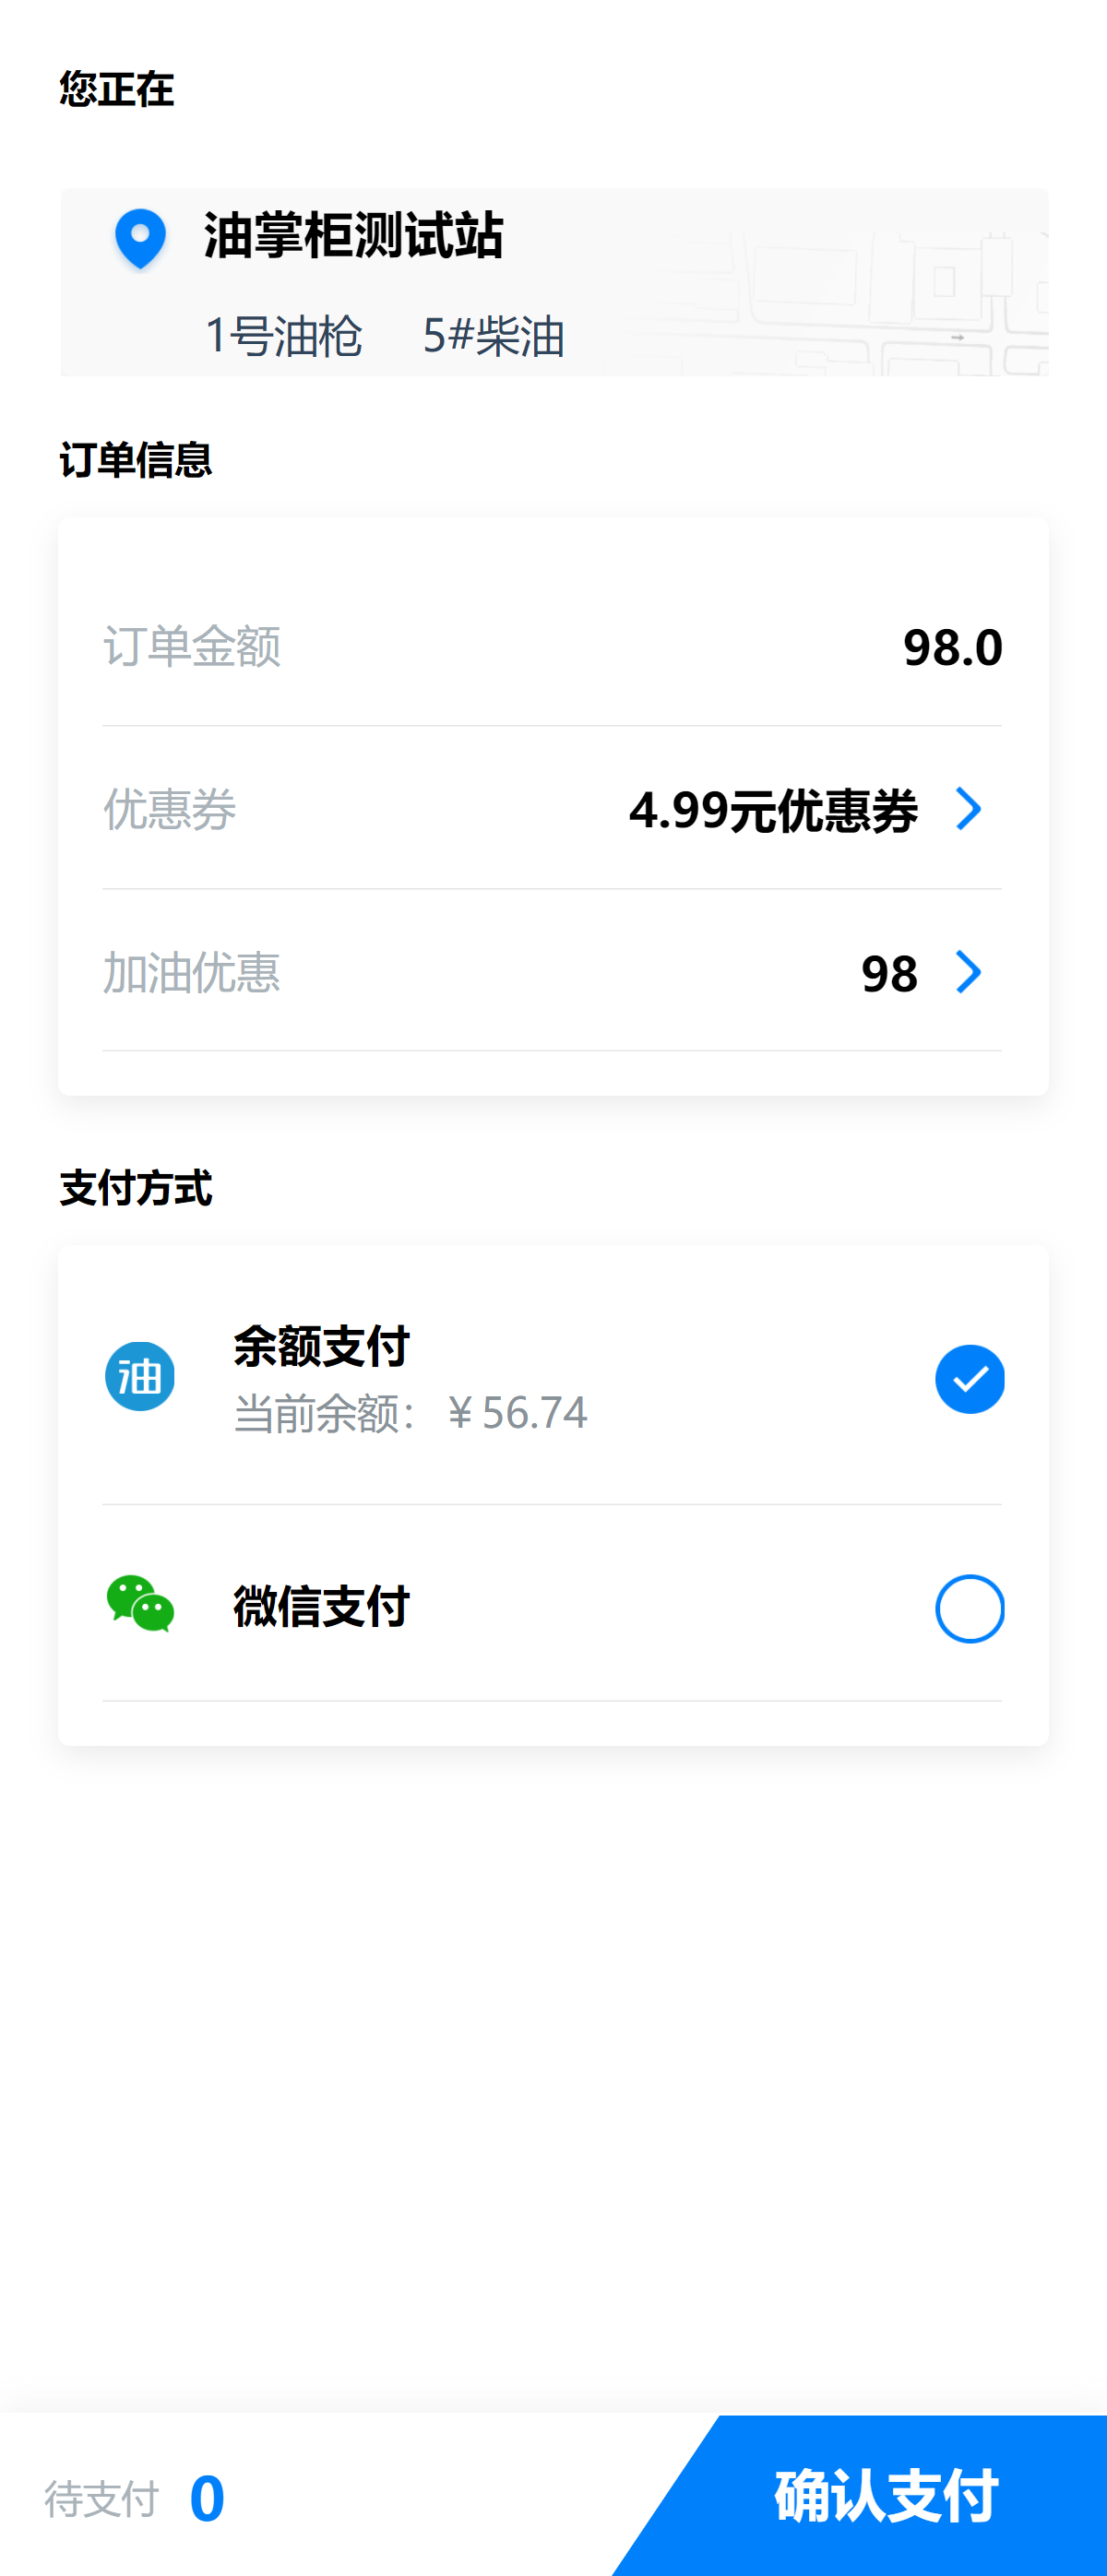 您正在
油掌柜测试站
1号油枪 5#柴油
订单信息
订单金额 98.0
优惠券 4.99元优惠券
加油优惠 98
支付方式
油 余额支付
当前余额： ¥ 56.74
微信支付
待支付 0 确认支付